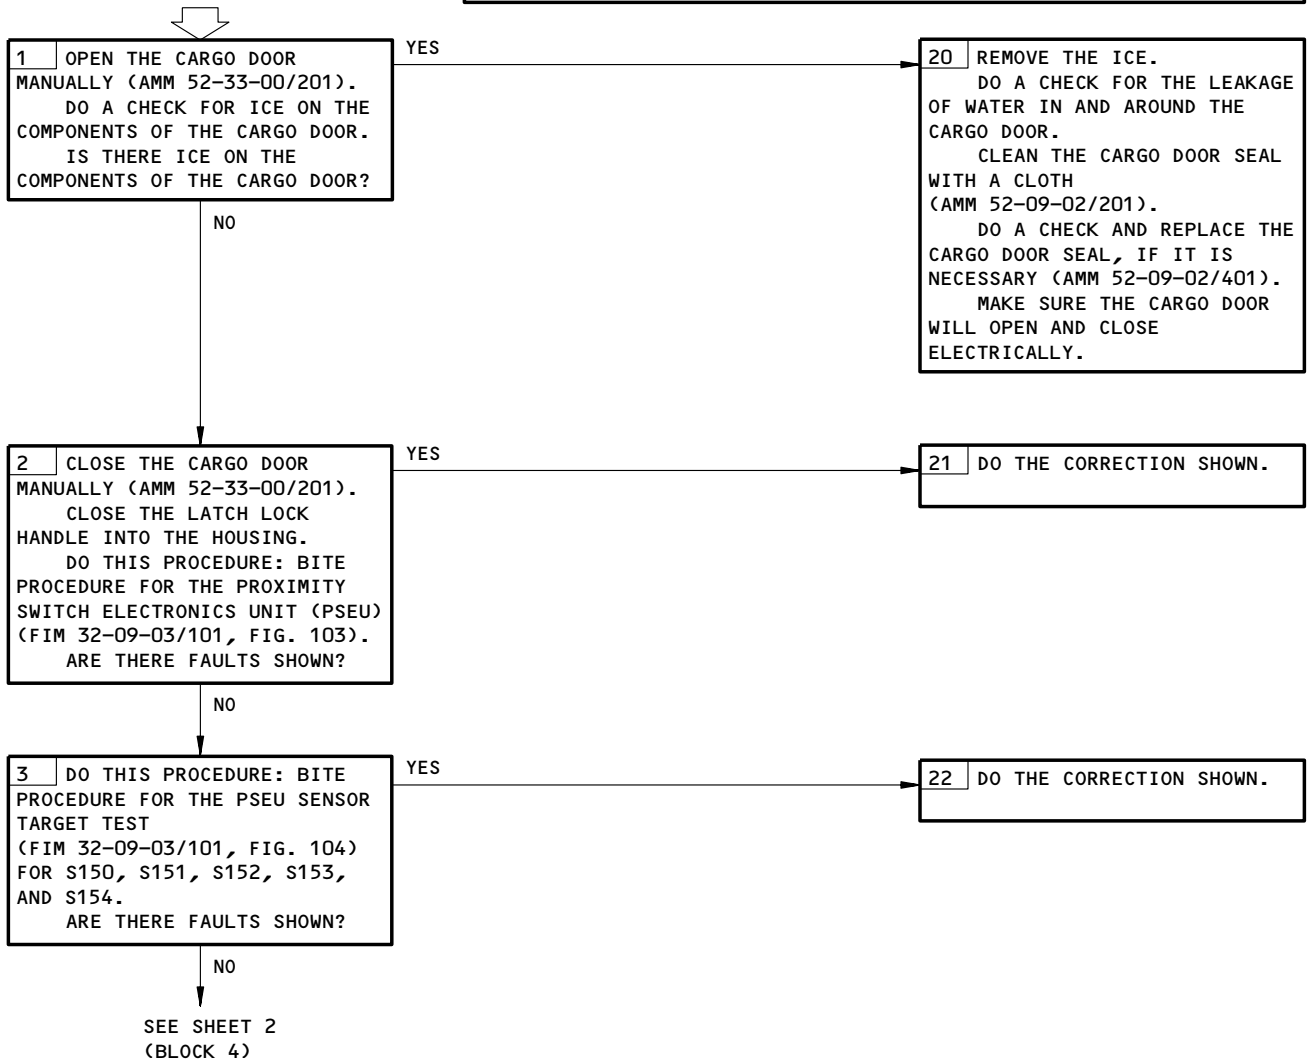 1 OPEN THE CARGO DOOR
MANUALLY (AMM 52-33-00/201).
DO A CHECK FOR ICE ON THE
COMPONENTS OF THE CARGO DOOR.
IS THERE ICE ON THE
COMPONENTS OF THE CARGO DOOR?
YES
20 REMOVE THE ICE.
DO A CHECK FOR THE LEAKAGE
OF WATER IN AND AROUND THE
CARGO DOOR.
CLEAN THE CARGO DOOR SEAL
WITH A CLOTH
(AMM 52-09-02/201).
DO A CHECK AND REPLACE THE
CARGO DOOR SEAL, IF IT IS
NECESSARY (AMM 52-09-02/401).
MAKE SURE THE CARGO DOOR
WILL OPEN AND CLOSE
ELECTRICALLY.
NO
2 CLOSE THE CARGO DOOR
MANUALLY (AMM 52-33-00/201).
CLOSE THE LATCH LOCK
HANDLE INTO THE HOUSING.
DO THIS PROCEDURE: BITE
PROCEDURE FOR THE PROXIMITY
SWITCH ELECTRONICS UNIT (PSEU)
(FIM 32-09-03/101, FIG. 103).
ARE THERE FAULTS SHOWN?
YES
21 DO THE CORRECTION SHOWN.
NO
3 DO THIS PROCEDURE: BITE
PROCEDURE FOR THE PSEU SENSOR
TARGET TEST
(FIM 32-09-03/101, FIG. 104)
FOR S150, S151, S152, S153,
AND S154.
ARE THERE FAULTS SHOWN?
YES
22 DO THE CORRECTION SHOWN.
NO
SEE SHEET 2
(BLOCK 4)